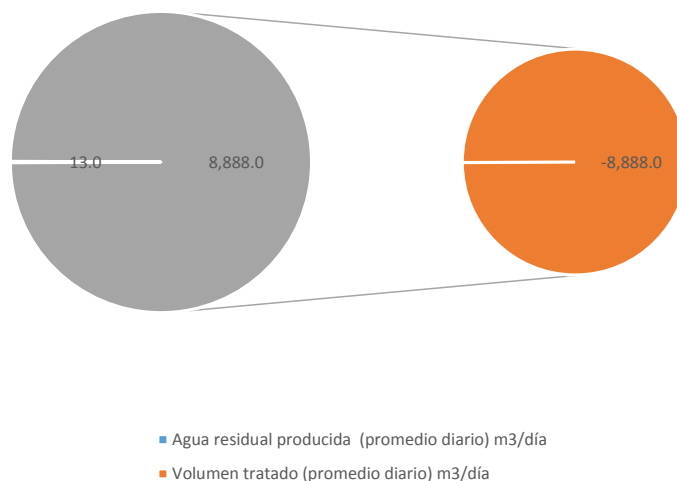 13.0
8,888.0
-8,888.0
Agua residual producida (promedio diario) m3/día
Volumen tratado (promedio diario) m3/día